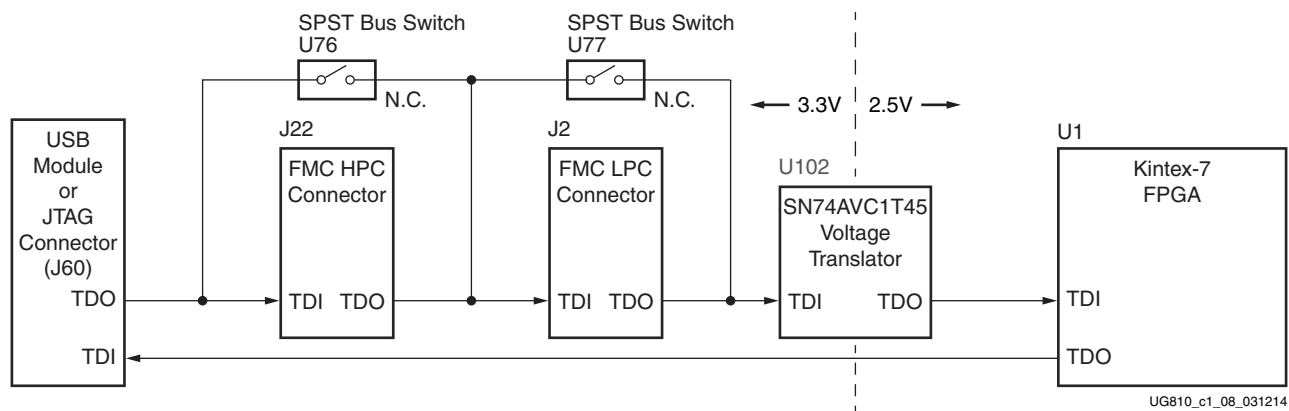 SPST Bus Switch
U76
SPST Bus Switch
U77
N.C.
N.C.
3.3V
2.5V
J22
J2
U1
USB
Module
or
JTAG
Connector
(J60)
TDO
TDI
FMC HPC
Connector
TDI TDO
FMC LPC
Connector
TDI TDO
U102
SN74AVC1T45
Voltage
Translator
TDI TDO
Kintex-7
FPGA
TDI
TDO
UG810_c1_08_031214